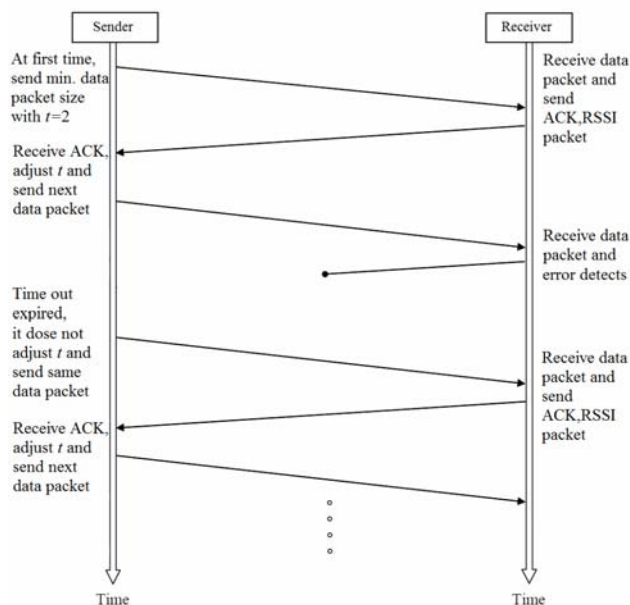 Sender
Receiver
At first time,
send min. data
packet size
with t=2
Receive data
packet and
send
ACK,RSSI
packet
Receive ACK,
adjust t and
send next
data packet
Receive data
packet and
error detects
Time out
expired,
it dose not
adjust t and
send same
data packet
Receive data
packet and
send
ACK,RSSI
packet
Receive ACK,
adjust t and
send next
data packet
Time
Time